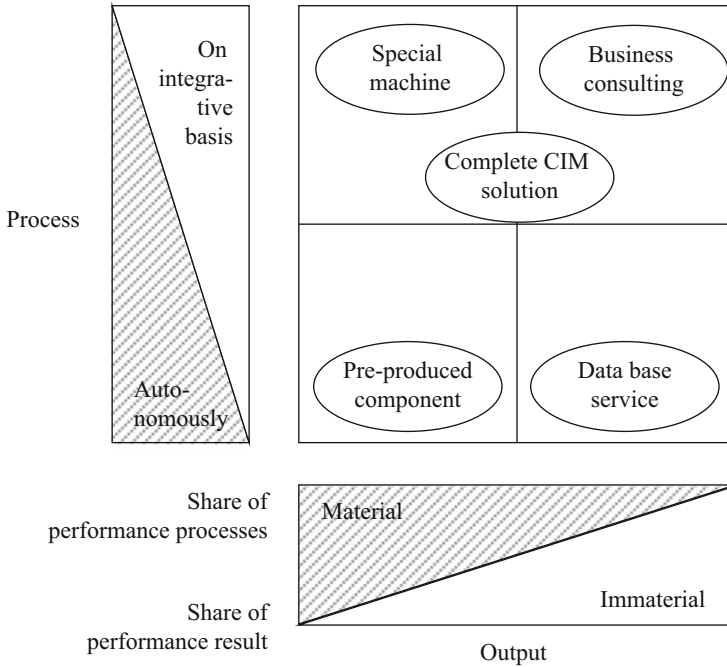 On
integra-
tive
basis
Process
Auto-
nomously
Special
machine
Business
consulting
Complete CIM
solution
Pre-produced
component
Data base
service
Share of
performance processes
Material
Immaterial
Share of
performance result
Output